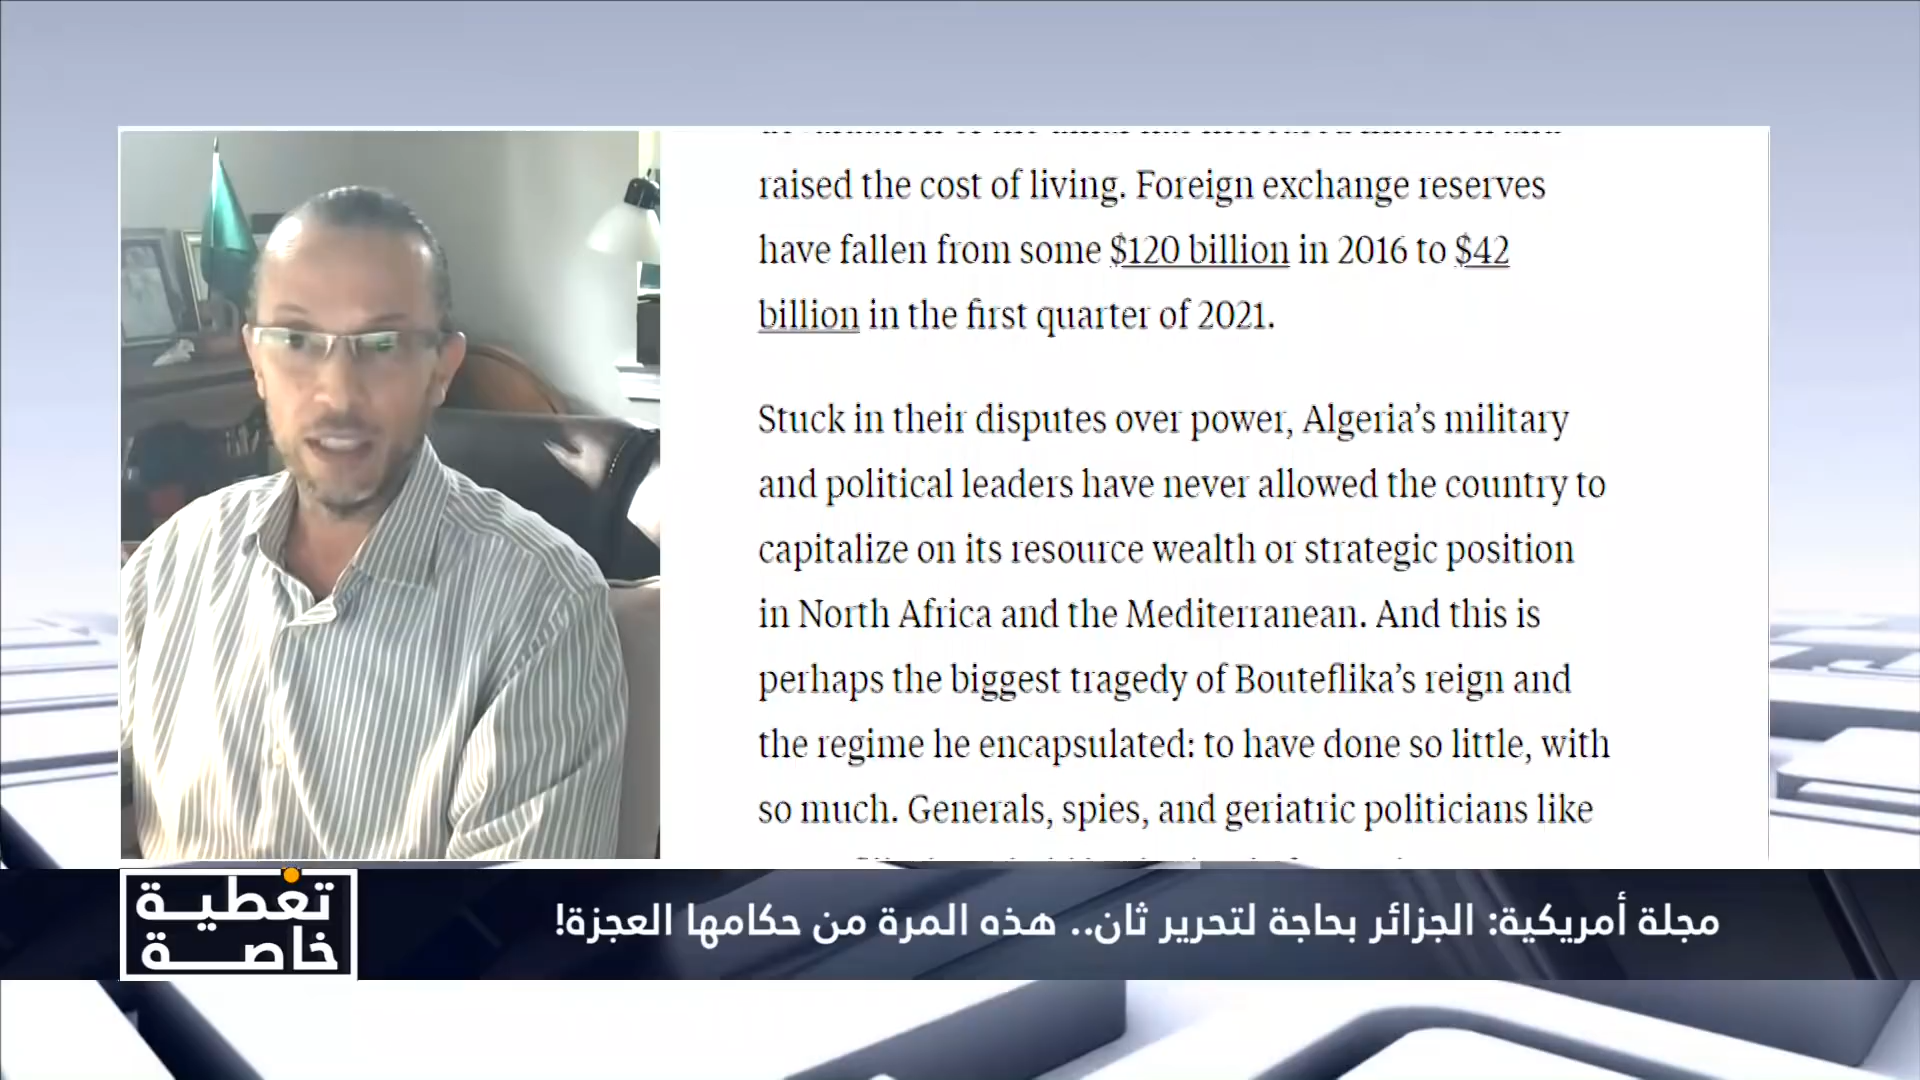 raised the cost of living. Foreign exchange reserves
have fallen from some $120 billion in 2016 to $42
billion in the first quarter of 2021.
Stuck in their disputes over power, Algeria’s military
and political leaders have never allowed the country to
capitalize on its resource wealth or strategic position
in North Africa and the Mediterranean. And this is
perhaps the biggest tragedy of Bouteflika’s reign and
the regime he encapsulated: to have done so little, with
so much. Generals, spies, and geriatric politicians like
مجلة أمريكية: الجزائر بحاجة لتحرير ثان.. هذه المرة من حكامها العجزة!
تغطية
خاصة